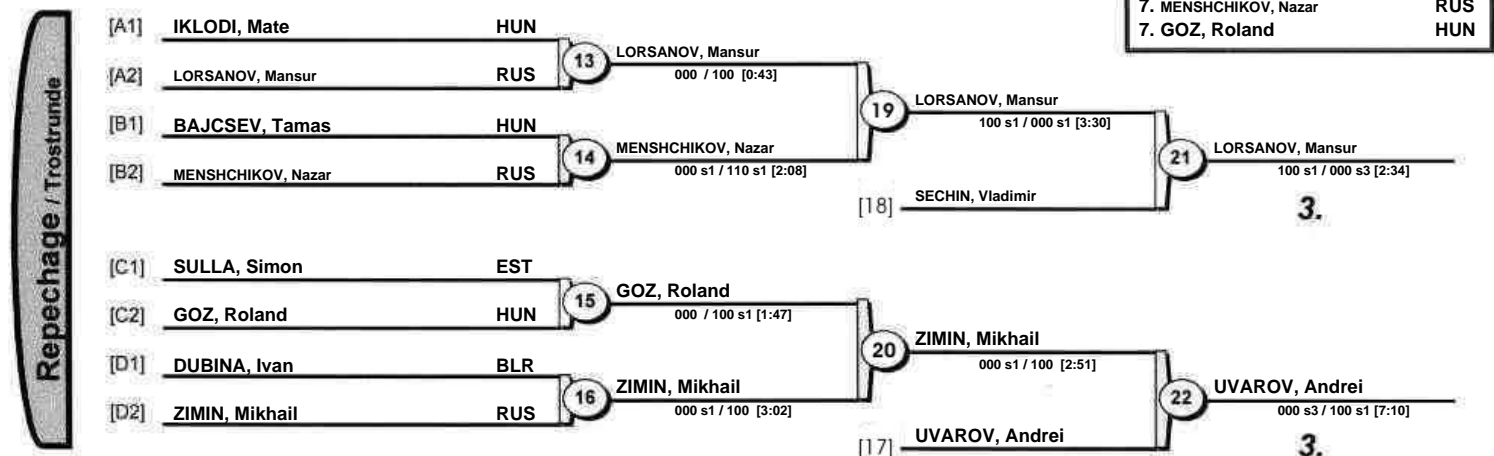 7. MENSHCHIKOV, Nazar RUS
7. GOZ, Roland HUN
Repechage / Trostrunde
[A1] IKLODI, Mate HUN
13
LORSANOV, Mansur
000 / 100 [0:43]
[A2] LORSANOV, Mansur RUS
19
LORSANOV, Mansur
100 s1 / 000 s1 [3:30]
[B1] BAJCSEV, Tamas HUN
14
MENSHCHIKOV, Nazar
000 s1 / 110 s1 [2:08]
[B2] MENSHCHIKOV, Nazar RUS
21
LORSANOV, Mansur
100 s1 / 000 s3 [2:34]
[18] SECHIN, Vladimir
3.
[C1] SULLA, Simon EST
15
GOZ, Roland
000 / 100 s1 [1:47]
[C2] GOZ, Roland HUN
20
ZIMIN, Mikhail
000 s1 / 100 [2:51]
[D1] DUBINA, Ivan BLR
16
ZIMIN, Mikhail
000 s1 / 100 [3:02]
[D2] ZIMIN, Mikhail RUS
22
UVAROV, Andrei
000 s3 / 100 s1 [7:10]
[17] UVAROV, Andrei
3.